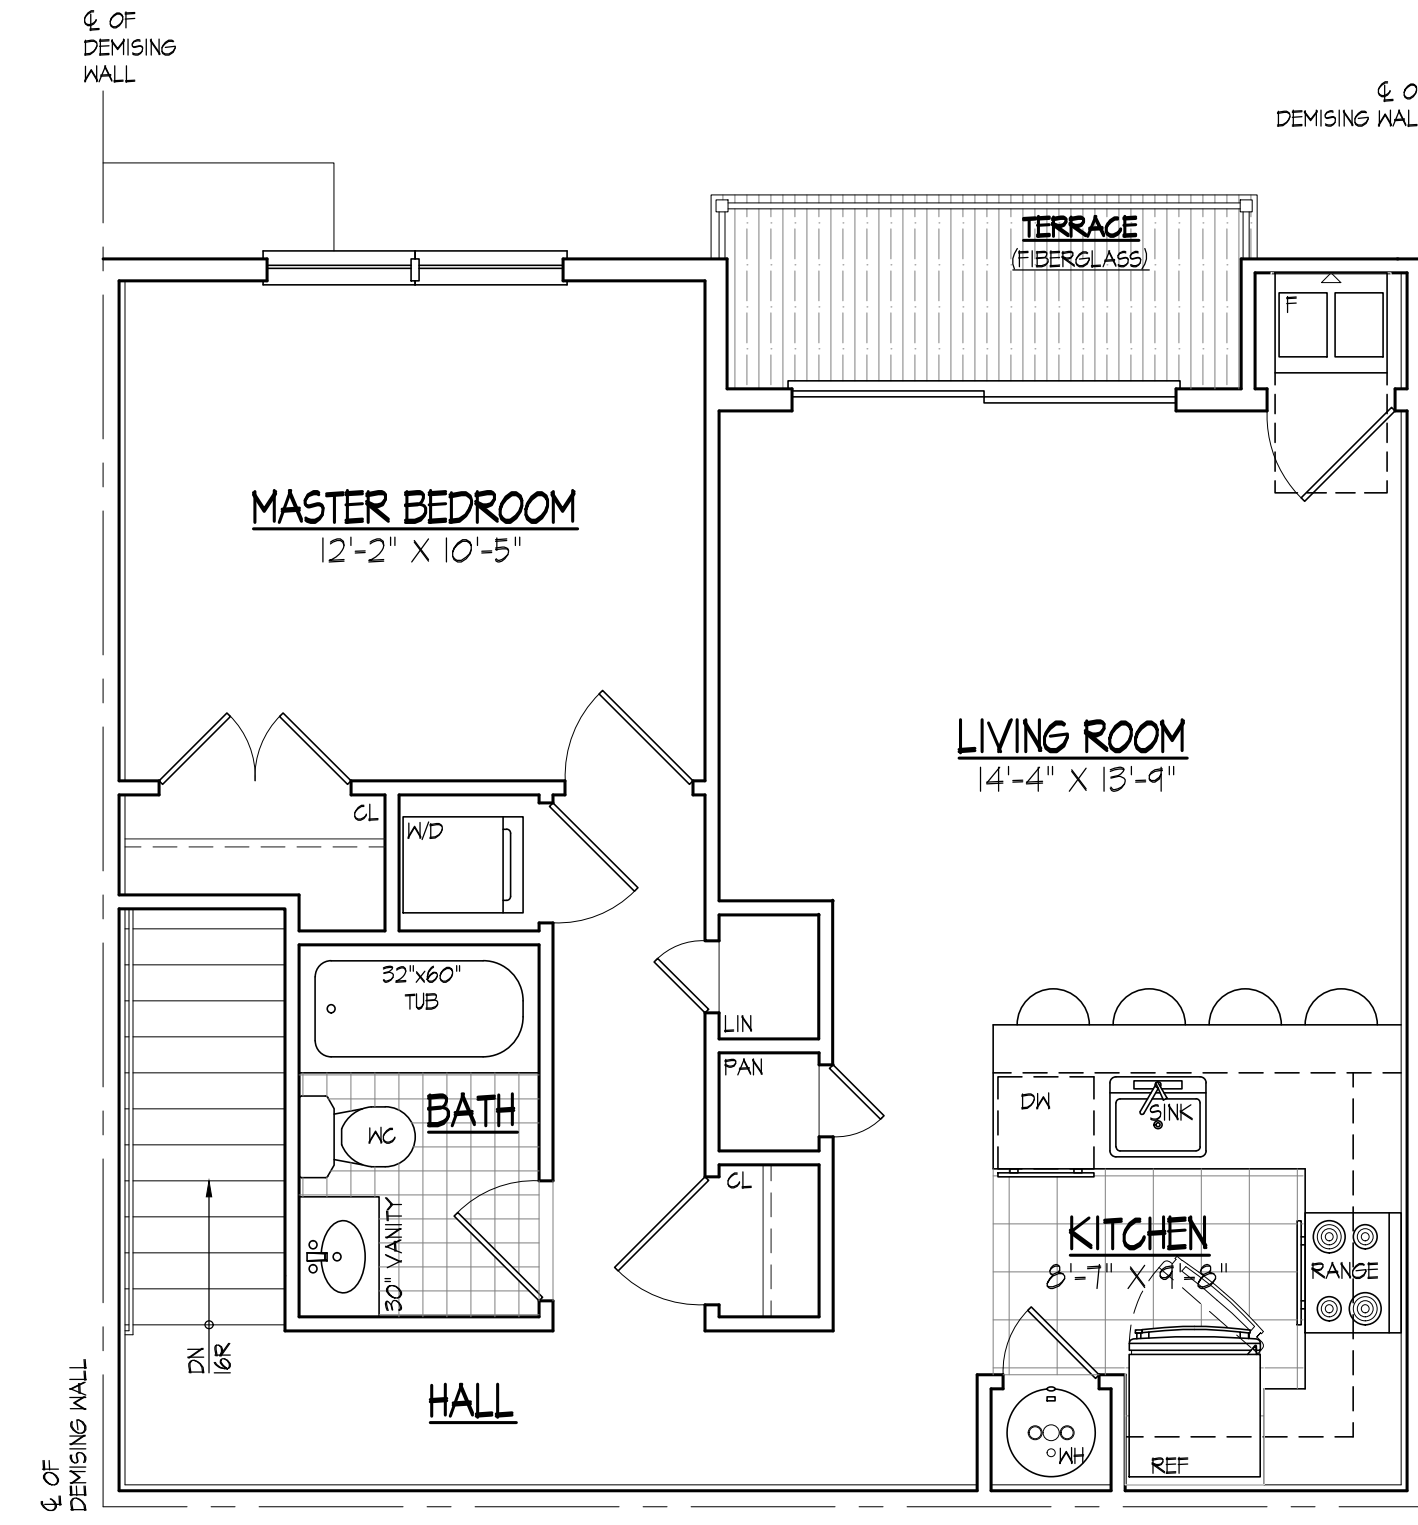 ℄ OF
DEMISING
WALL
℄ O
DEMISING WAL
TERRACE
(FIBERGLASS)
F
MASTER BEDROOM
12'-2" X 10'-5"
LIVING ROOM
14'-4" X 13'-9"
CL
W/D
32"x60"
TUB
LIN
PAN
BATH
WC
DW
SINK
CL
30" VANITY
KITCHEN
8'-7" X 9'-8"
RANGE
DN
16R
HALL
WH
REF
℄ OF
DEMISING WALL